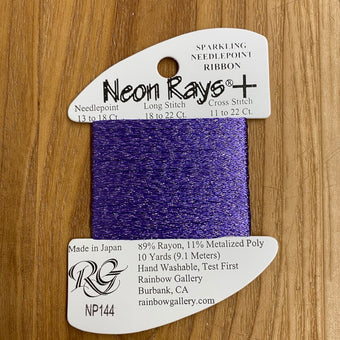 SPARKLING
NEEDLEPOINT
RIBBON
Neon Rays®+
Needlepoint Long Stitch Cross Stitch
13 to 18 Ct. 18 to 22 Ct. 11 to 22 Ct.
Made in Japan
RG
NP144
89% Rayon, 11% Metalized Poly
10 Yards (9.1 Meters)
Hand Washable, Test First
Rainbow Gallery
Burbank, CA
rainbowgallery.com